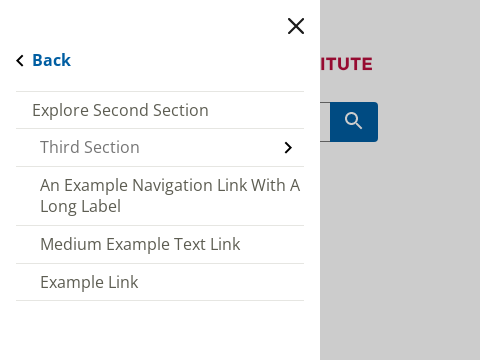 Back
ITUTE
Explore Second Section
Third Section
An Example Navigation Link With A
Long Label
Medium Example Text Link
Example Link